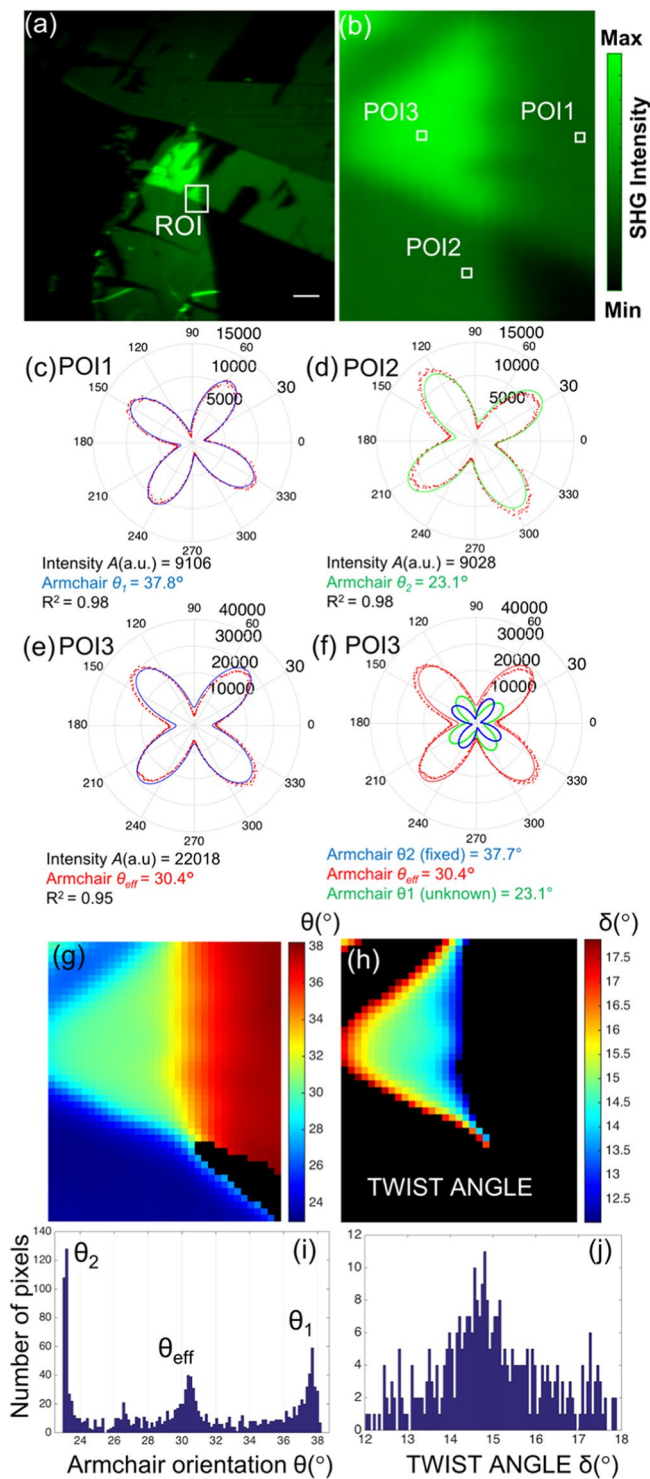 (a)
ROI
(b)
POI3
POI1
POI2
Max
SHG Intensity
Min
(c) POI1
90
15000
120
60
10000
150
5000
30
180
0
210
330
240
300
270
Intensity A(a.u.) = 9106
Armchair θ1 = 37.8°
R² = 0.98
(d)
POI2
90
15000
120
60
10000
150
5000
30
180
0
210
330
240
300
270
Intensity A(a.u.) = 9028
Armchair θ2 = 23.1°
R² = 0.98
(e) POI3
90
40000
120
30000
60
20000
150
10000
30
180
0
210
330
240
300
270
Intensity A(a.u) = 22018
Armchair θeff = 30.4°
R² = 0.95
(f)
POI3
90
40000
120
30000
60
20000
150
10000
30
180
0
210
330
240
300
270
Armchair θ2 (fixed) = 37.7°
Armchair θeff = 30.4°
Armchair θ1 (unknown) = 23.1°
(g)
θ(°)
38
36
34
32
30
28
26
24
(h)
TWIST ANGLE
δ(°)
17.5
17
16.5
16
15.5
15
14.5
14
13.5
13
12.5
(i)
Number of pixels
140
120
100
80
60
40
20
0
θ2
θeff
θ1
24 26 28 30 32 34 36 38
Armchair orientation θ(°)
(j)
12
10
8
6
4
2
0
12 13 14 15 16 17 18
TWIST ANGLE δ(°)